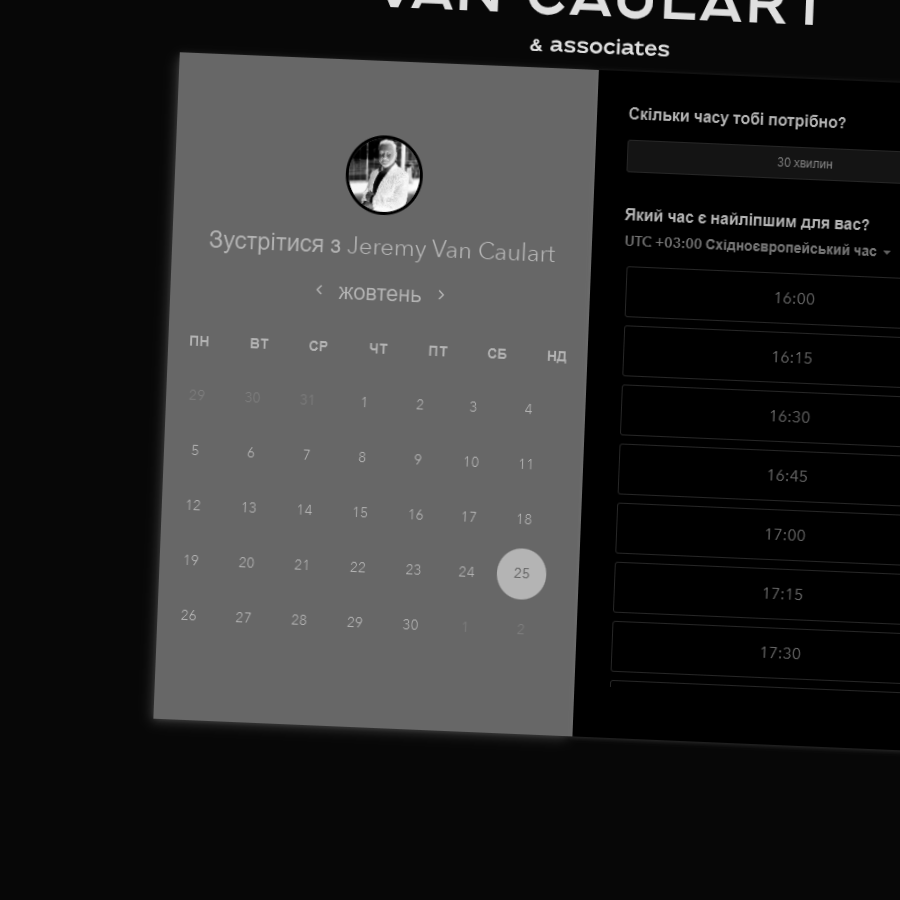 VAN CAULART
& associates
Зустрітися з Jeremy Van Caulart
жовтень
ПН ВТ СР ЧТ ПТ СБ НД
29 30 31 1 2 3 4
5 6 7 8 9 10 11
12 13 14 15 16 17 18
19 20 21 22 23 24 25
26 27 28 29 30 1 2
Скільки часу тобі потрібно?
30 хвилин
Який час є найліпшим для вас?
UTC +03:00 Східноєвропейський час
16:00
16:15
16:30
16:45
17:00
17:15
17:30